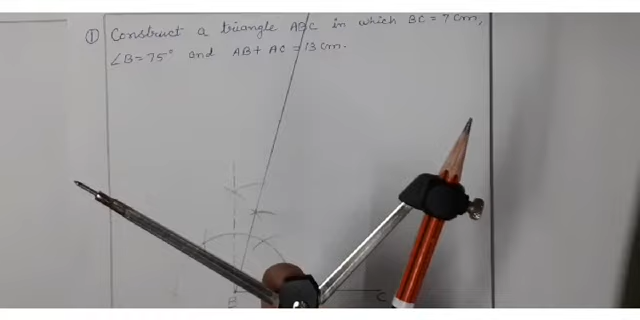 ① Construct a triangle ABC in which BC = 7 cm,
∠B = 75° and AB + AC = 13 cm.
B
C